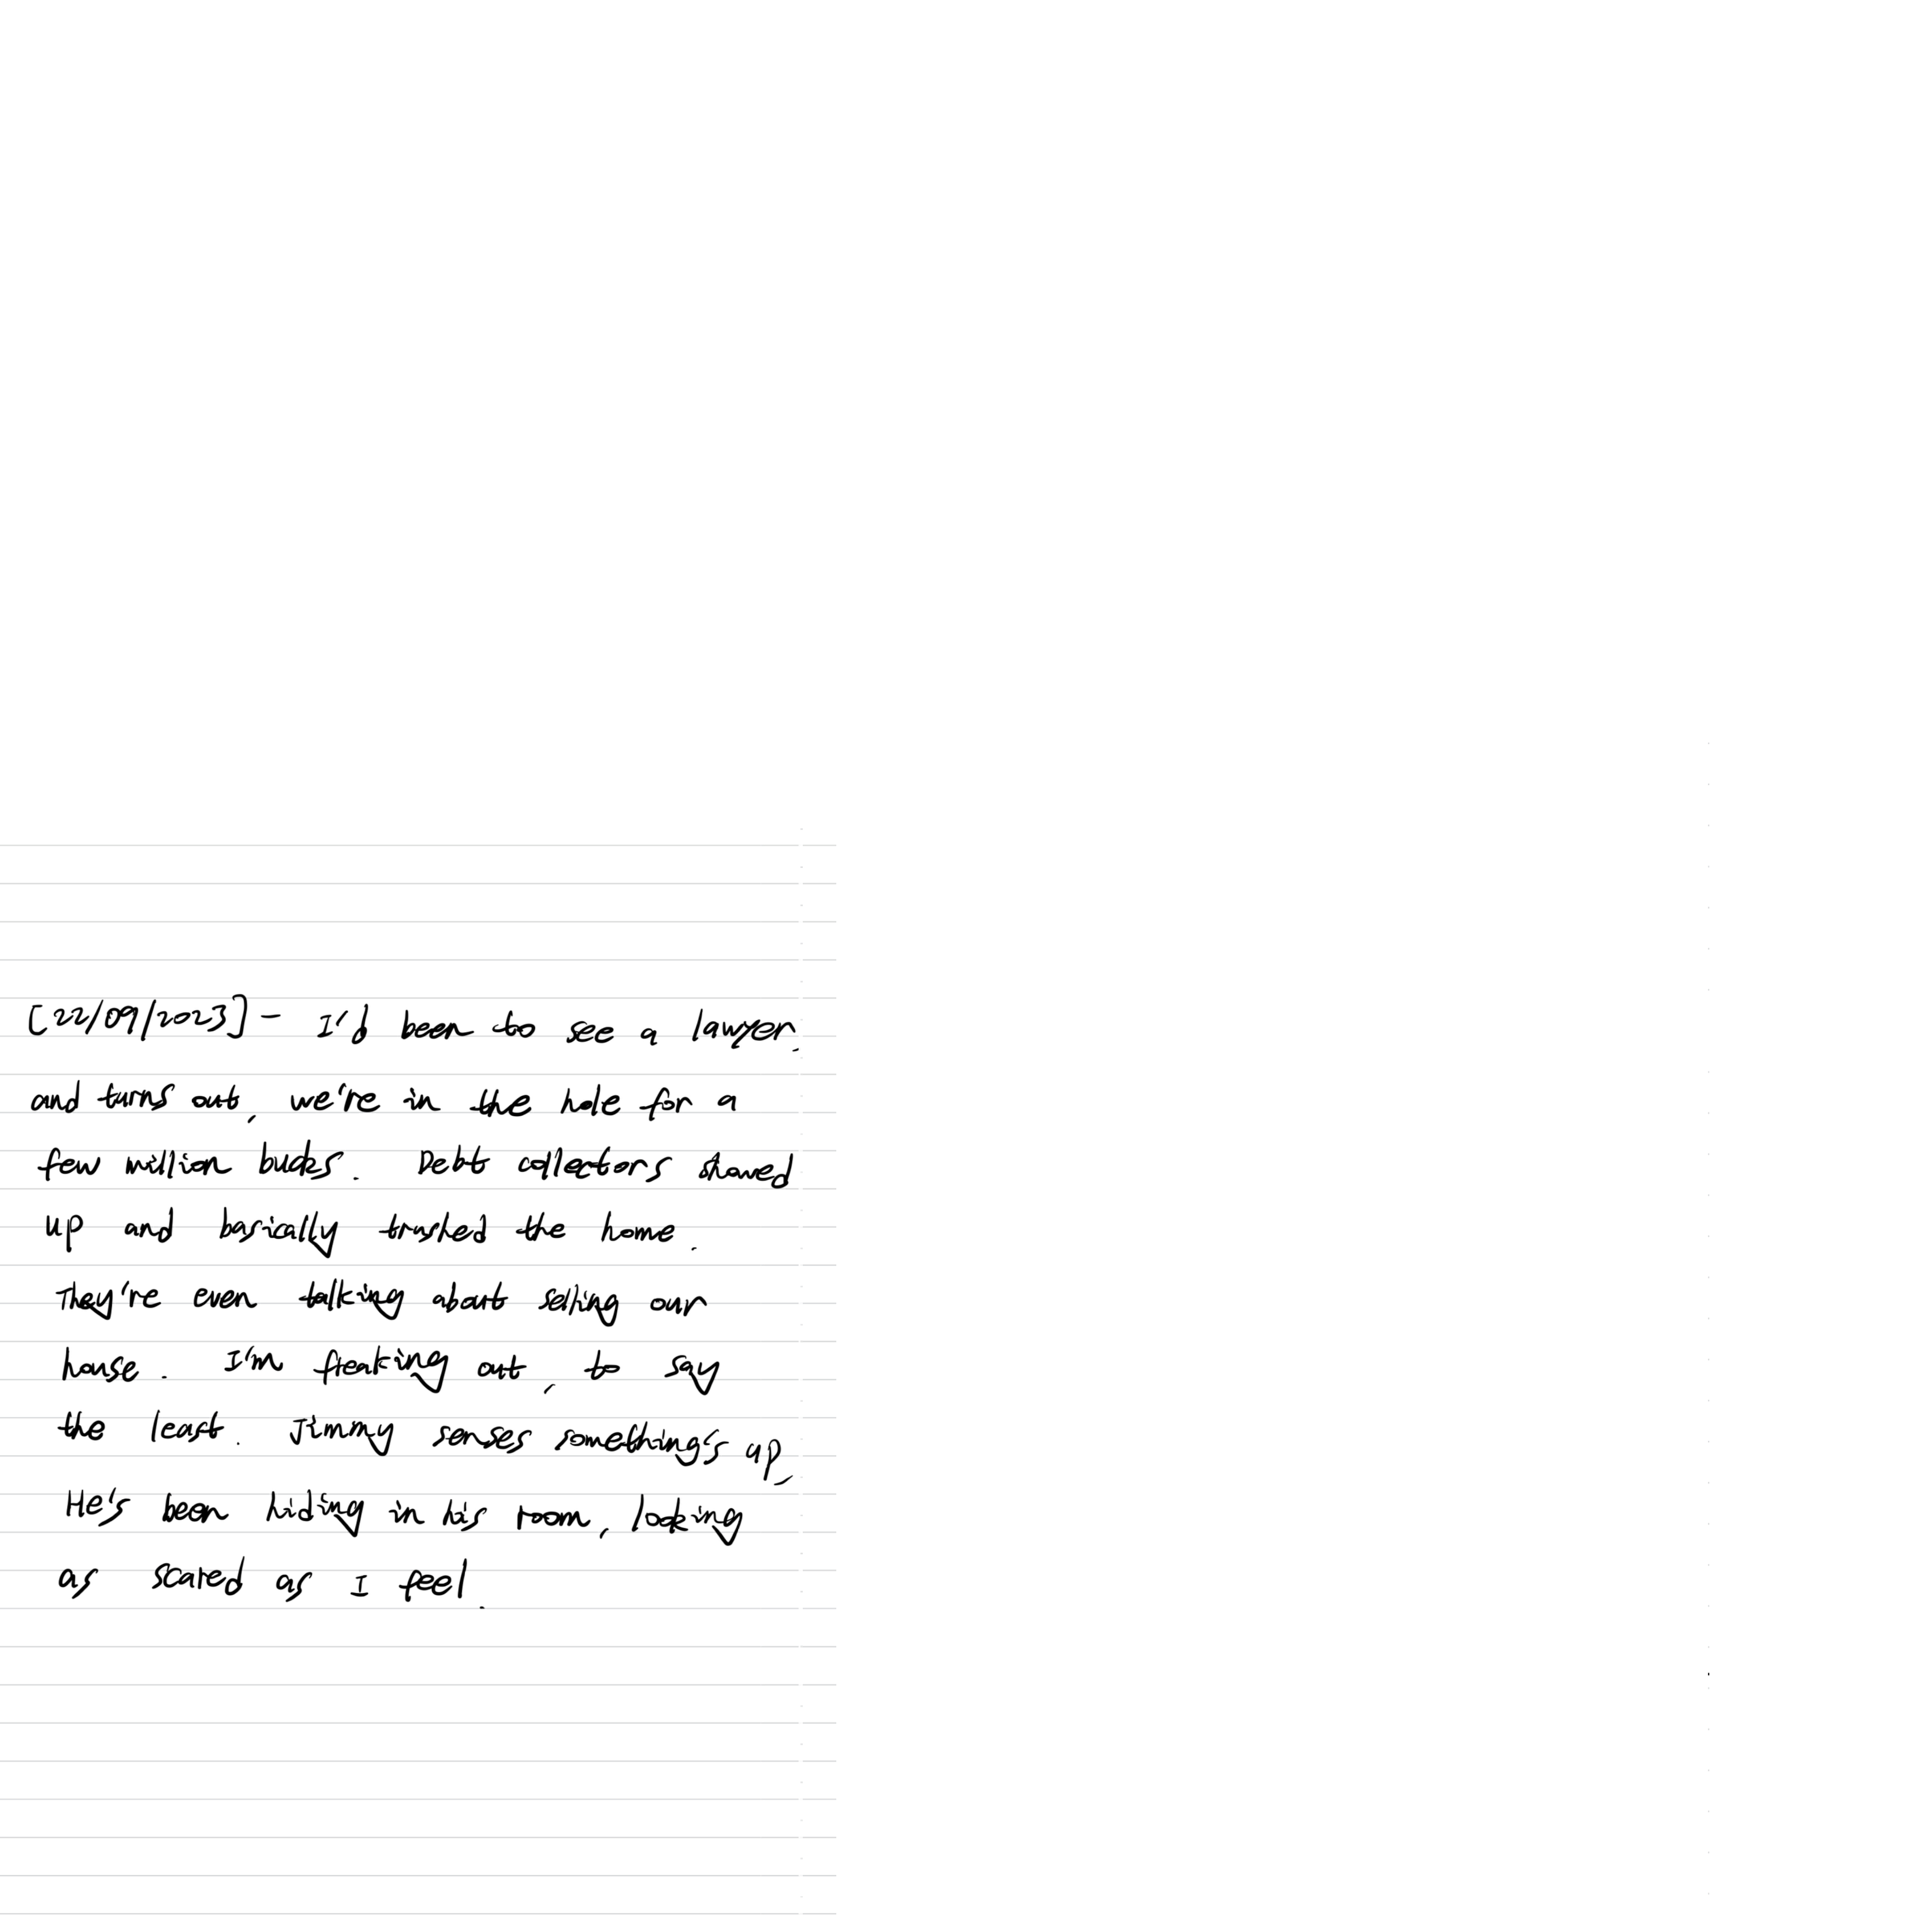 [22/09/2023] - I'd been to see a lawyer.
and turns out, we're in the hole for a
few million bucks. Debt collectors showed
up and basically trashed the home.
They're even talking about selling our
house. I'm freaking out, to say
the least. Jimmy senses something's up,
He's been hiding in his room, looking
as scared as I feel.